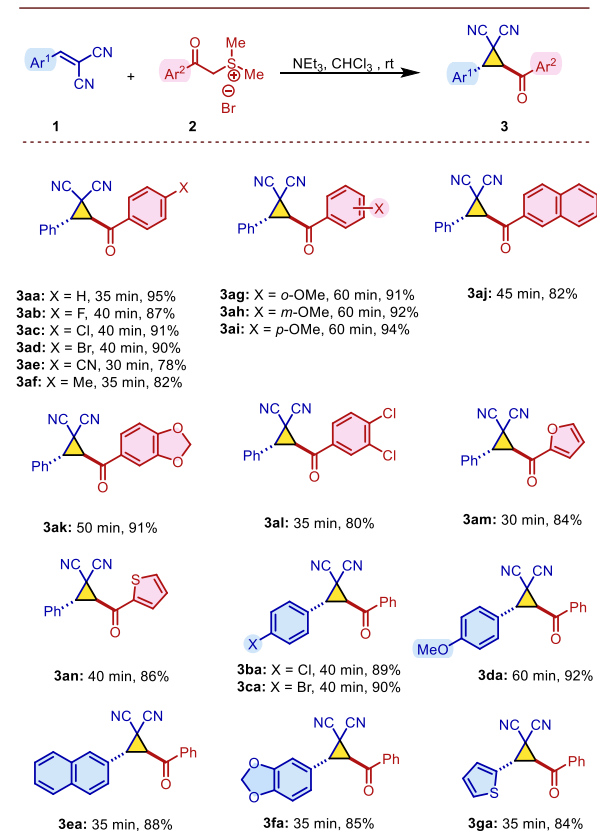 Ar1 CN CN
+
Ar2 O S Me Me
⊕
⊖
Br
NEt3, CHCl3 , rt
NC CN Ar1 Ar2 O
1 2 3
NC CN Ph O X
NC CN Ph O X
NC CN Ph O
3aa: X = H, 35 min, 95%
3ab: X = F, 40 min, 87%
3ac: X = Cl, 40 min, 91%
3ad: X = Br, 40 min, 90%
3ae: X = CN, 30 min, 78%
3af: X = Me, 35 min, 82%
3ag: X = o-OMe, 60 min, 91%
3ah: X = m-OMe, 60 min, 92%
3ai: X = p-OMe, 60 min, 94%
3aj: 45 min, 82%
NC CN Ph O O O
NC CN Ph O Cl Cl
NC CN Ph O O
3ak: 50 min, 91%
3al: 35 min, 80%
3am: 30 min, 84%
NC CN Ph O S
NC CN Ph O X
NC CN Ph O MeO
3an: 40 min, 86%
3ba: X = Cl, 40 min, 89%
3ca: X = Br, 40 min, 90%
3da: 60 min, 92%
NC CN Ph O
NC CN Ph O O O
NC CN Ph O S
3ea: 35 min, 88%
3fa: 35 min, 85%
3ga: 35 min, 84%